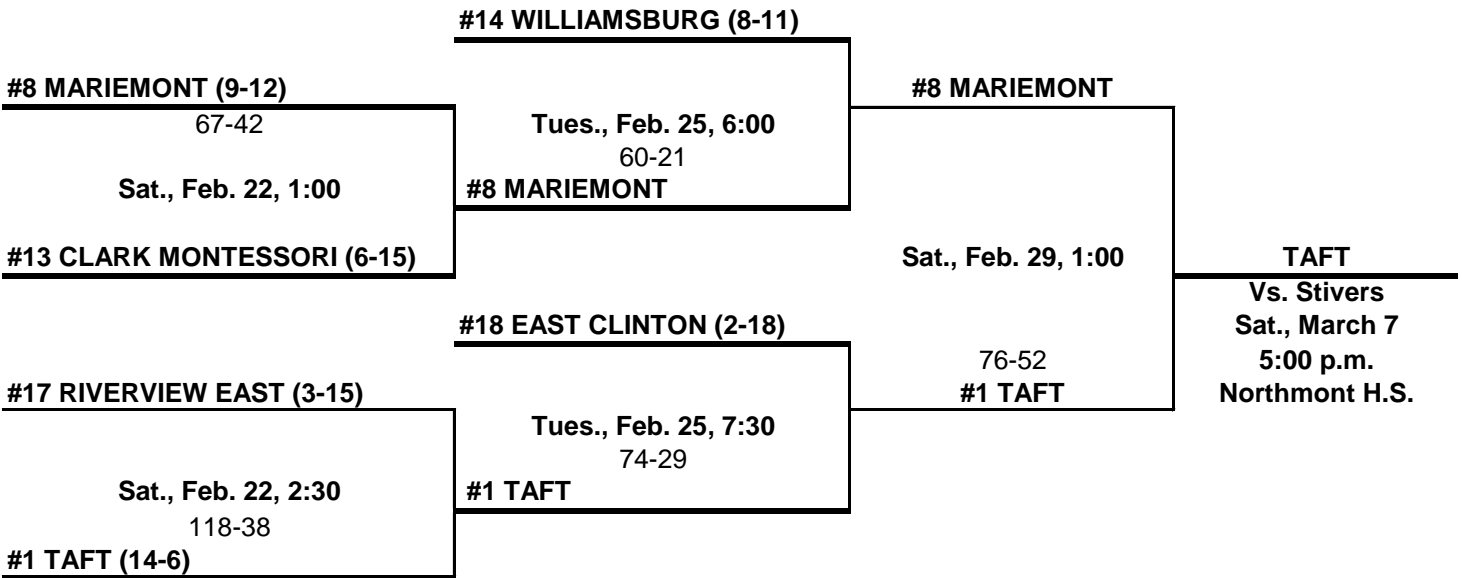 #14 WILLIAMSBURG (8-11)
#8 MARIEMONT (9-12)
#8 MARIEMONT
67-42
Tues., Feb. 25, 6:00
60-21
Sat., Feb. 22, 1:00
#8 MARIEMONT
#13 CLARK MONTESSORI (6-15)
Sat., Feb. 29, 1:00
TAFT
Vs. Stivers
#18 EAST CLINTON (2-18)
Sat., March 7
76-52
5:00 p.m.
#17 RIVERVIEW EAST (3-15)
#1 TAFT
Northmont H.S.
Tues., Feb. 25, 7:30
74-29
Sat., Feb. 22, 2:30
#1 TAFT
118-38
#1 TAFT (14-6)